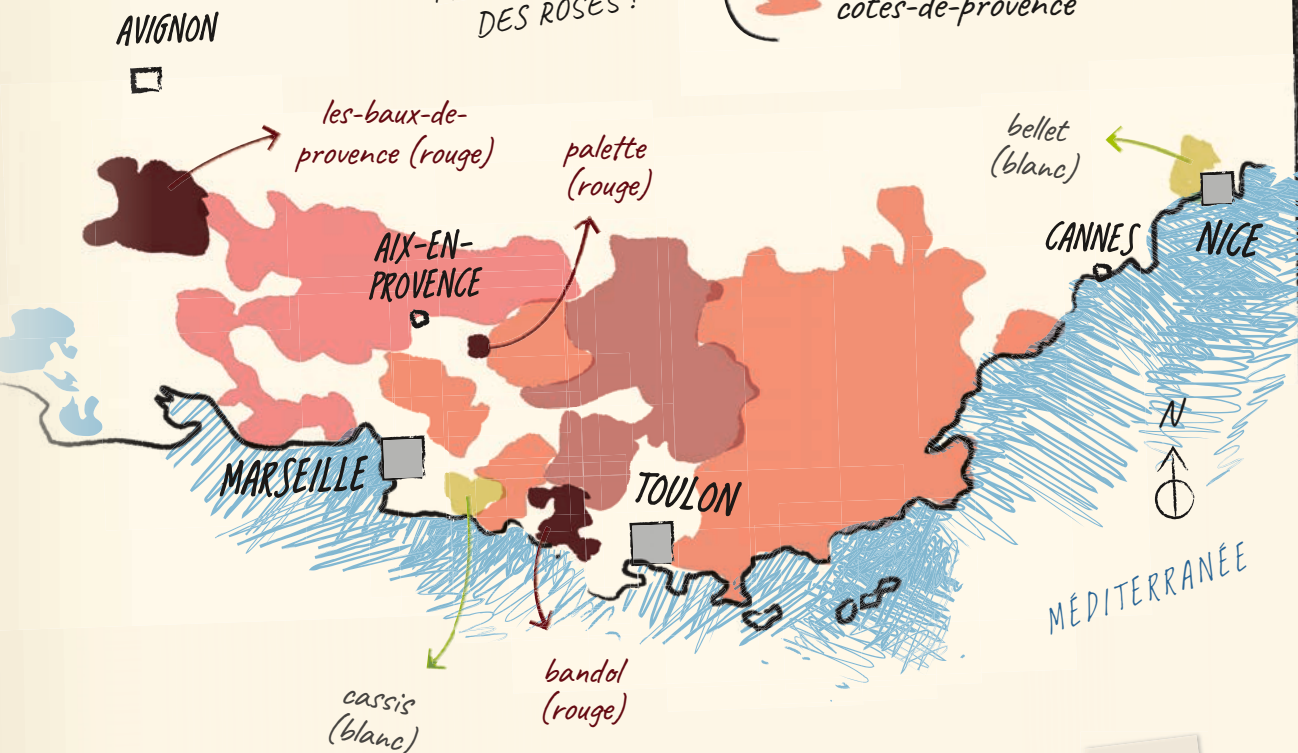 DES ROSES !
côtes-de-provence
AVIGNON
les-baux-de-
provence (rouge)
palette
(rouge)
bellet
(blanc)
AIX-EN-
PROVENCE
CANNES
NICE
MARSEILLE
TOULON
N
MÉDITERRANÉE
bandol
(rouge)
cassis
(blanc)